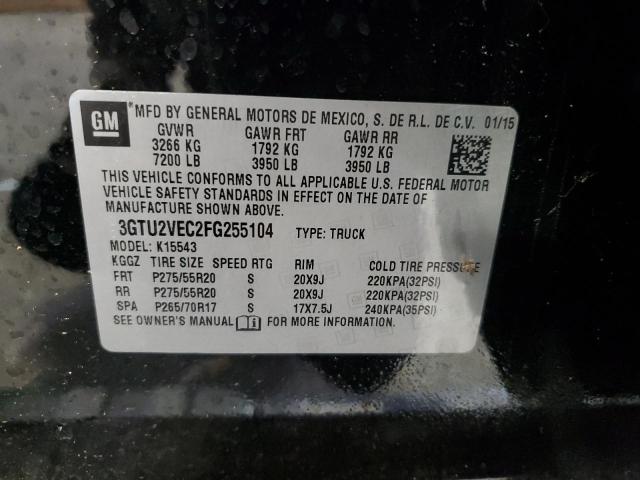 GM
*MFD BY GENERAL MOTORS DE MEXICO, S. DE R.L. DE C.V. 01/15
GVWR GAWR FRT GAWR RR
3266 KG 1792 KG 1792 KG
7200 LB 3950 LB 3950 LB
THIS VEHICLE CONFORMS TO ALL APPLICABLE U.S. FEDERAL MOTOR
VEHICLE SAFETY STANDARDS IN EFFECT ON THE DATE OF
MANUFACTURE SHOWN ABOVE.
3GTU2VEC2FG255104 TYPE: TRUCK
MODEL: K15543
KGGZ TIRE SIZE SPEED RTG RIM COLD TIRE PRESSURE
FRT P275/55R20 S 20X9J 220KPA(32PSI)
RR P275/55R20 S 20X9J 220KPA(32PSI)
SPA P265/70R17 S 17X7.5J 240KPA(35PSI)
SEE OWNER'S MANUAL FOR MORE INFORMATION.